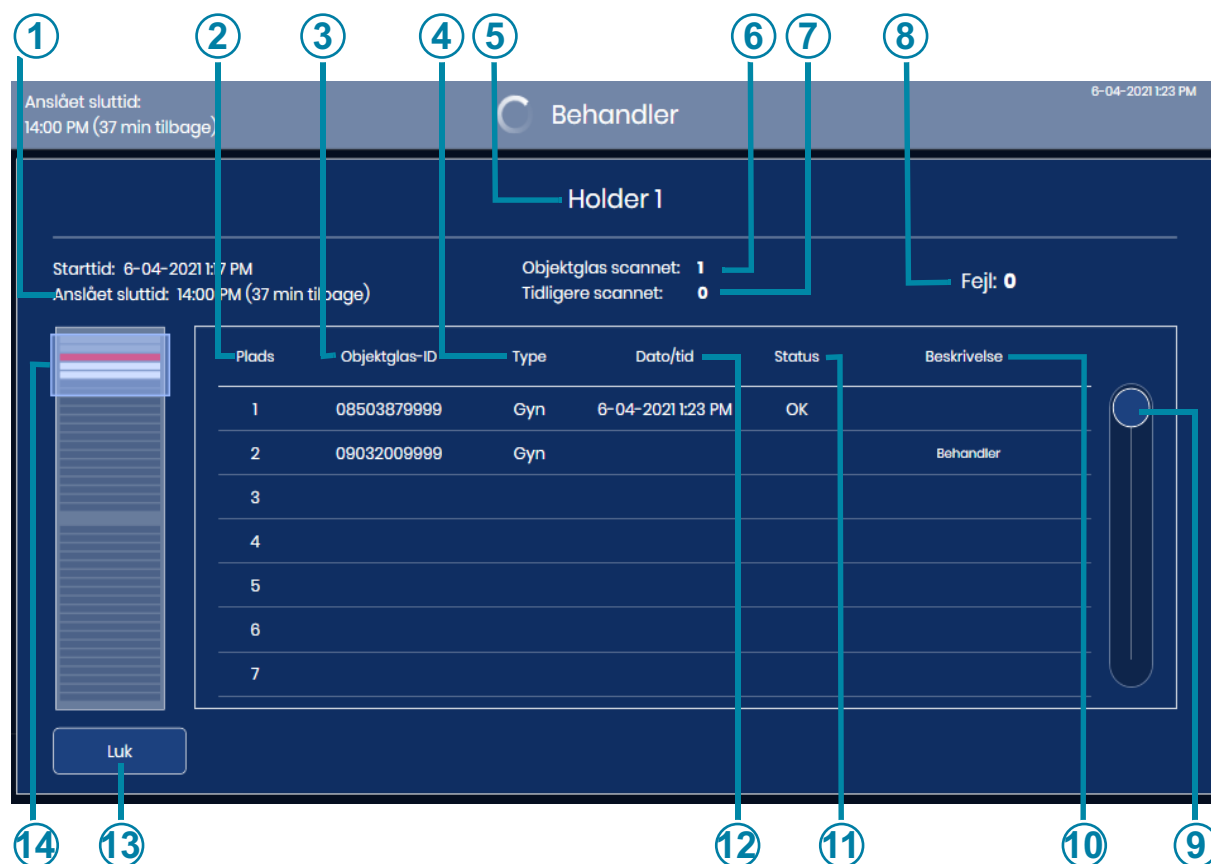 1 2 3 4 5 6 7 8
Anslået sluttid:
14:00 PM (37 min tilbage)
Behandler
6-04-2021 1:23 PM
Holder 1
Starttid: 6-04-2021 1:17 PM
Anslået sluttid: 14:00 PM (37 min tilbage)
Objektglas scannet: 1
Tidligere scannet: 0
Fejl: 0
Plads Objektglas-ID Type Dato/tid Status Beskrivelse
1 08503879999 Gyn 6-04-2021 1:23 PM OK
2 09032009999 Gyn Behandler
3
4
5
6
7
Luk
14 13 12 11 10 9